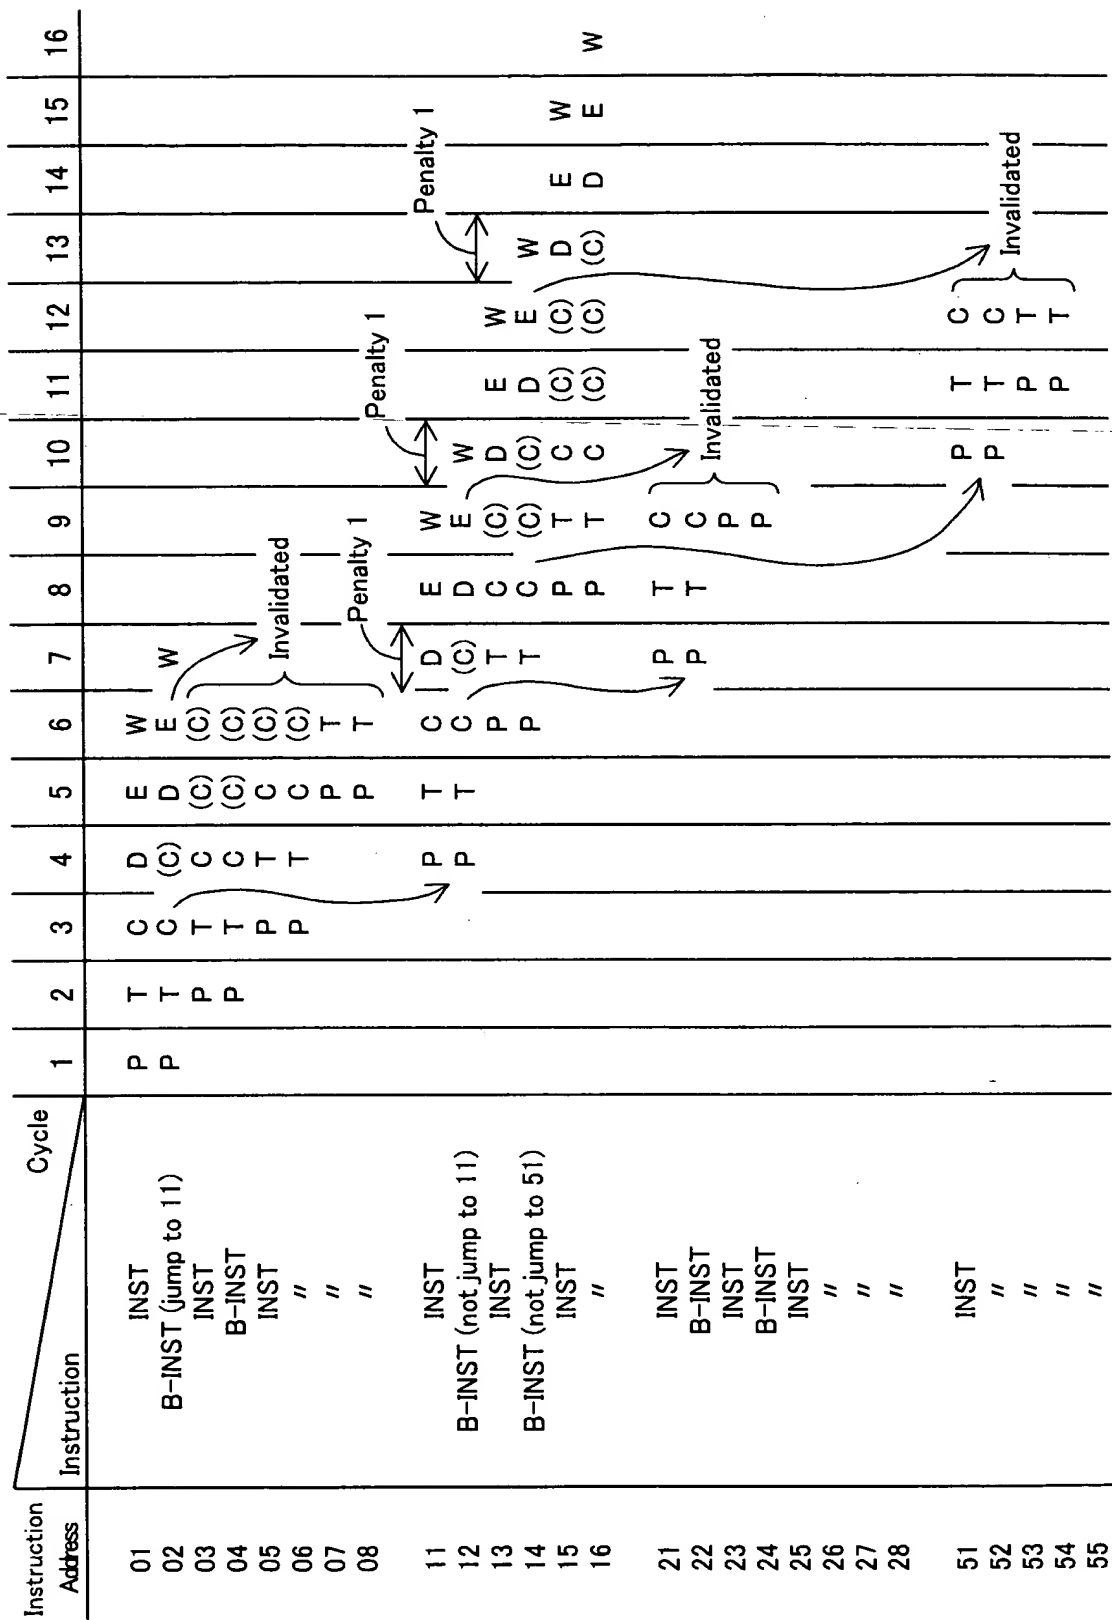 Cycle 1 2 3 4 5 6 7 8 9 10 11 12 13 14 15 16
Instruction
Address Instruction
01 INST P T C D E W
02 B-INST (jump to 11) P T C (C) D E W
03 INST P T C (C) (C)
04 B-INST P T C (C) (C)
05 INST P T C (C)
Invalidated
06 〃 P T C (C)
07 〃 P T
08 〃 P T
Penalty 1 Penalty 1 Penalty 1
11 INST P T C D E W
12 B-INST (not jump to 11) P T C (C) D E W
13 INST P T C (C) D E W
14 B-INST (not jump to 51) P T C (C) (C) D E W
15 INST P T C (C) (C) D E W
16 〃 P T C (C) (C) (C) D E W
21 INST P T C
22 B-INST P T C
Invalidated
23 INST P
24 B-INST P
25 INST
26 〃
27 〃
28 〃
51 INST P T C
52 〃 P T C
Invalidated
53 〃 P T
54 〃 P T
55 〃